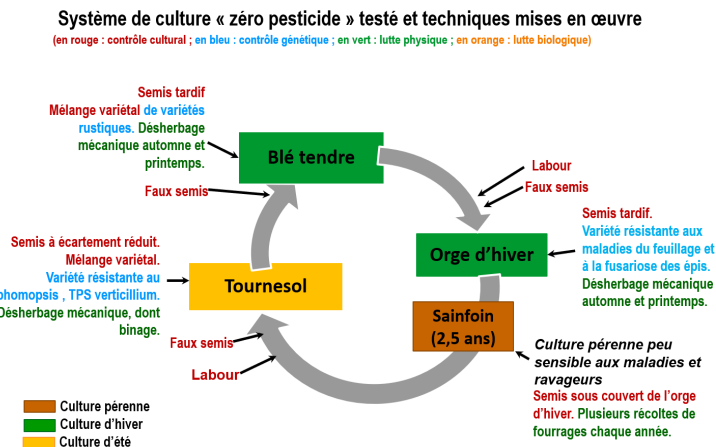 Système de culture « zéro pesticide » testé et techniques mises en œuvre
(en rouge : contrôle cultural ; en bleu : contrôle génétique ; en vert : lutte physique ; en orange : lutte biologique)
Semis tardif
Mélange variétal de variétés
rustiques. Désherbage
mécanique automne et
printemps.
Blé tendre
Labour
Faux semis
Faux semis
Semis tardif.
Variété résistante aux
maladies du feuillage et
à la fusariose des épis.
Désherbage mécanique
automne et printemps.
Orge d'hiver
Semis à écartement réduit.
Mélange variétal.
Variété résistante au
phomopsis , TPS verticillium.
Désherbage mécanique, dont
binage.
Tournesol
Sainfoin
(2,5 ans)
Faux semis
Labour
Culture pérenne peu
sensible aux maladies et
ravageurs
Semis sous couvert de l'orge
d'hiver. Plusieurs récoltes de
fourrages chaque année.
Culture pérenne
Culture d'hiver
Culture d'été